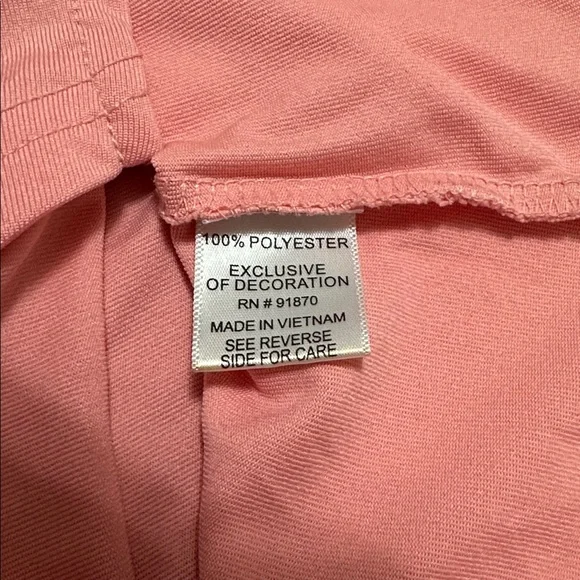 100% POLYESTER
EXCLUSIVE
OF DECORATION
RN # 91870
MADE IN VIETNAM
SEE REVERSE
SIDE FOR CARE